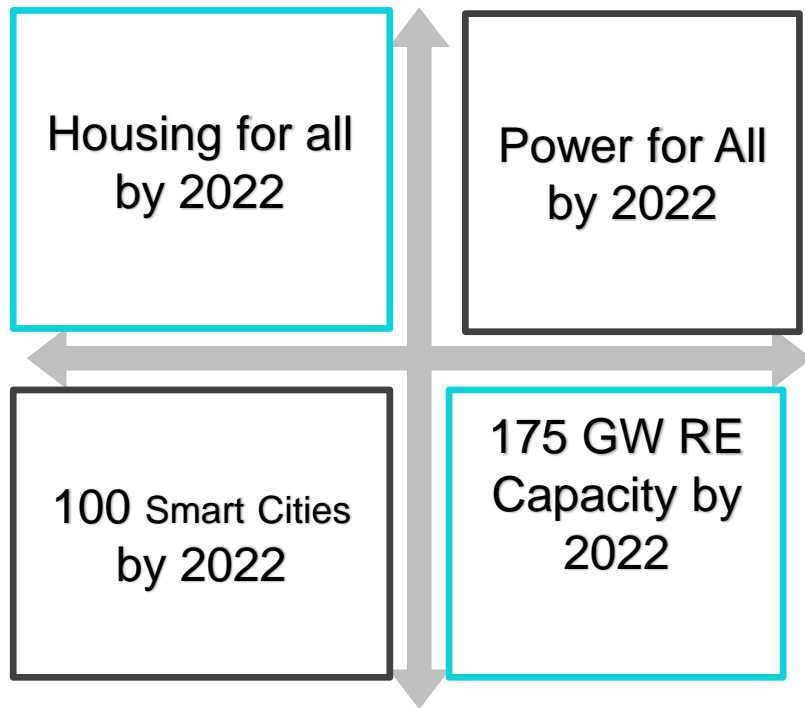 Housing for all
by 2022
Power for All
by 2022
100 Smart Cities
by 2022
175 GW RE
Capacity by
2022